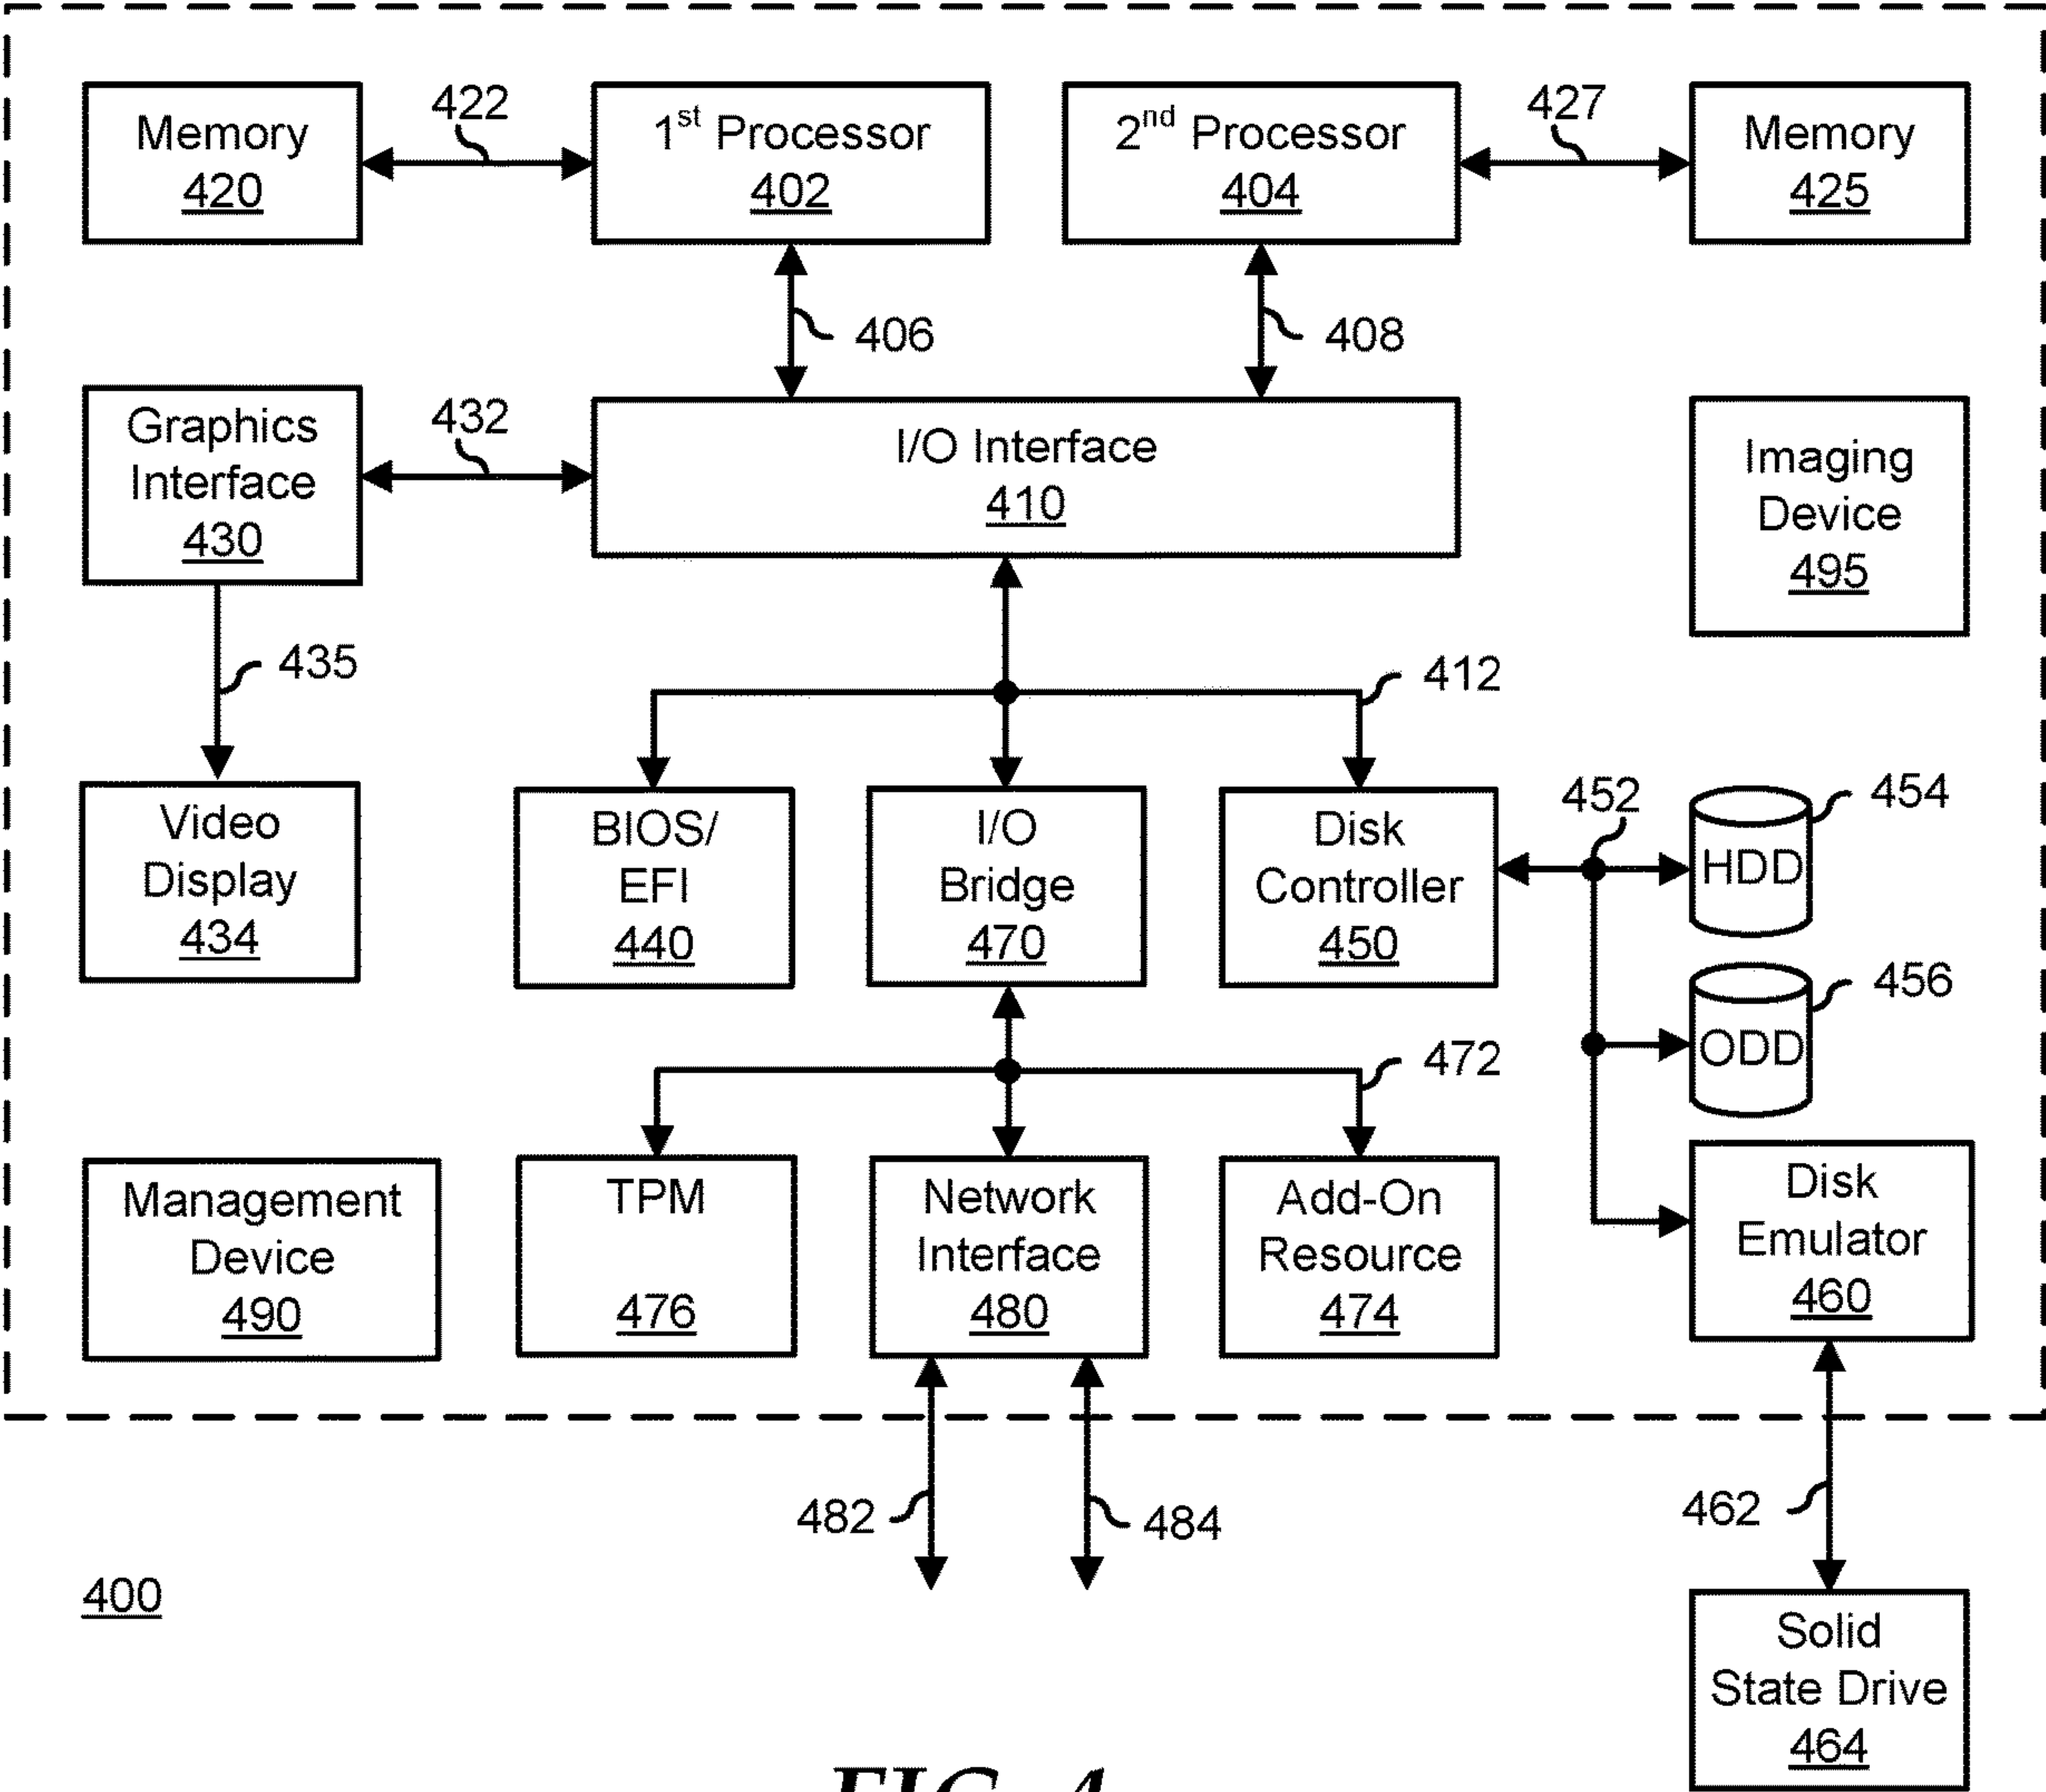 Memory
420
422
1st Processor
402
2nd Processor
404
427
Memory
425
406
408
Graphics
Interface
430
432
I/O Interface
410
Imaging
Device
495
435
412
Video
Display
434
BIOS/
EFI
440
I/O
Bridge
470
Disk
Controller
450
452
HDD
454
ODD
456
472
Management
Device
490
TPM
476
Network
Interface
480
Add-On
Resource
474
Disk
Emulator
460
482
484
462
400
Solid
State Drive
464
FIG. 4